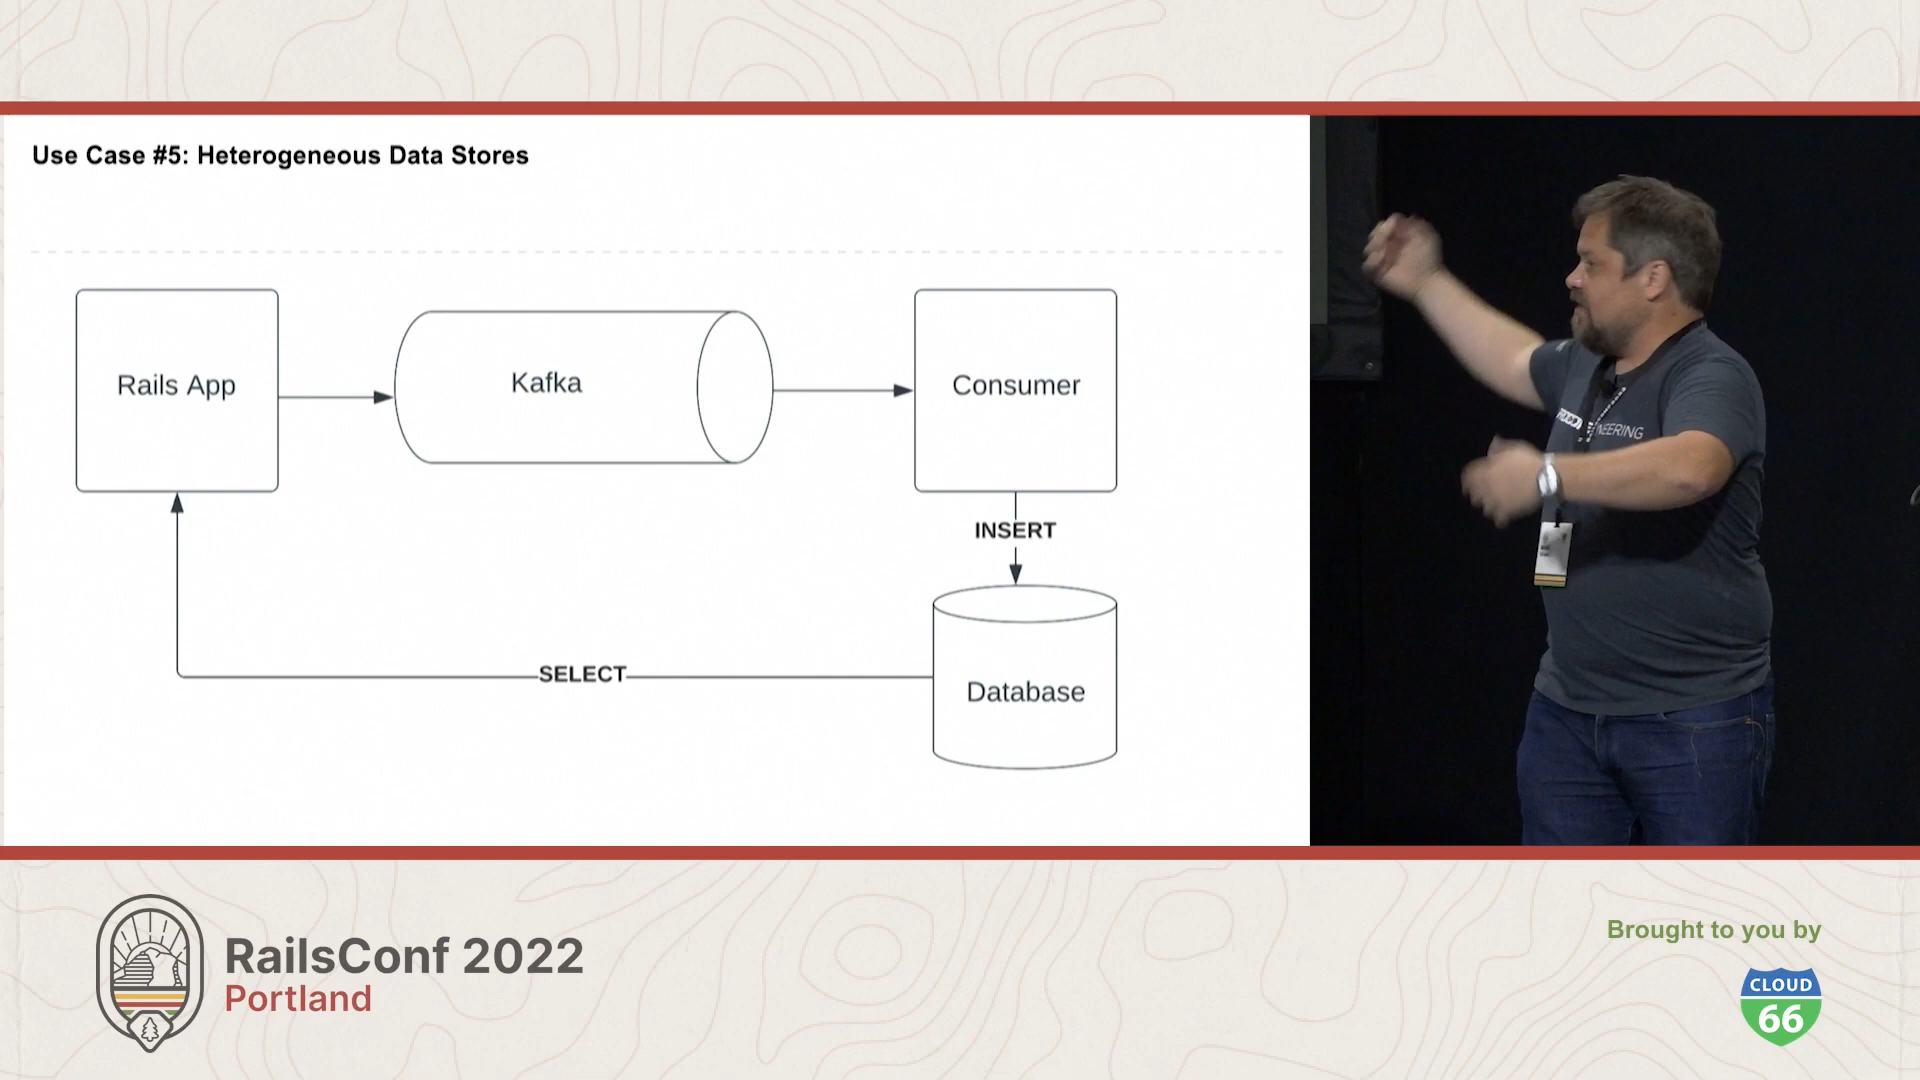 Use Case #5: Heterogeneous Data Stores
Rails App
Kafka
Consumer
INSERT
SELECT
Database
NEERING
RailsConf 2022
Portland
Brought to you by
CLOUD
66